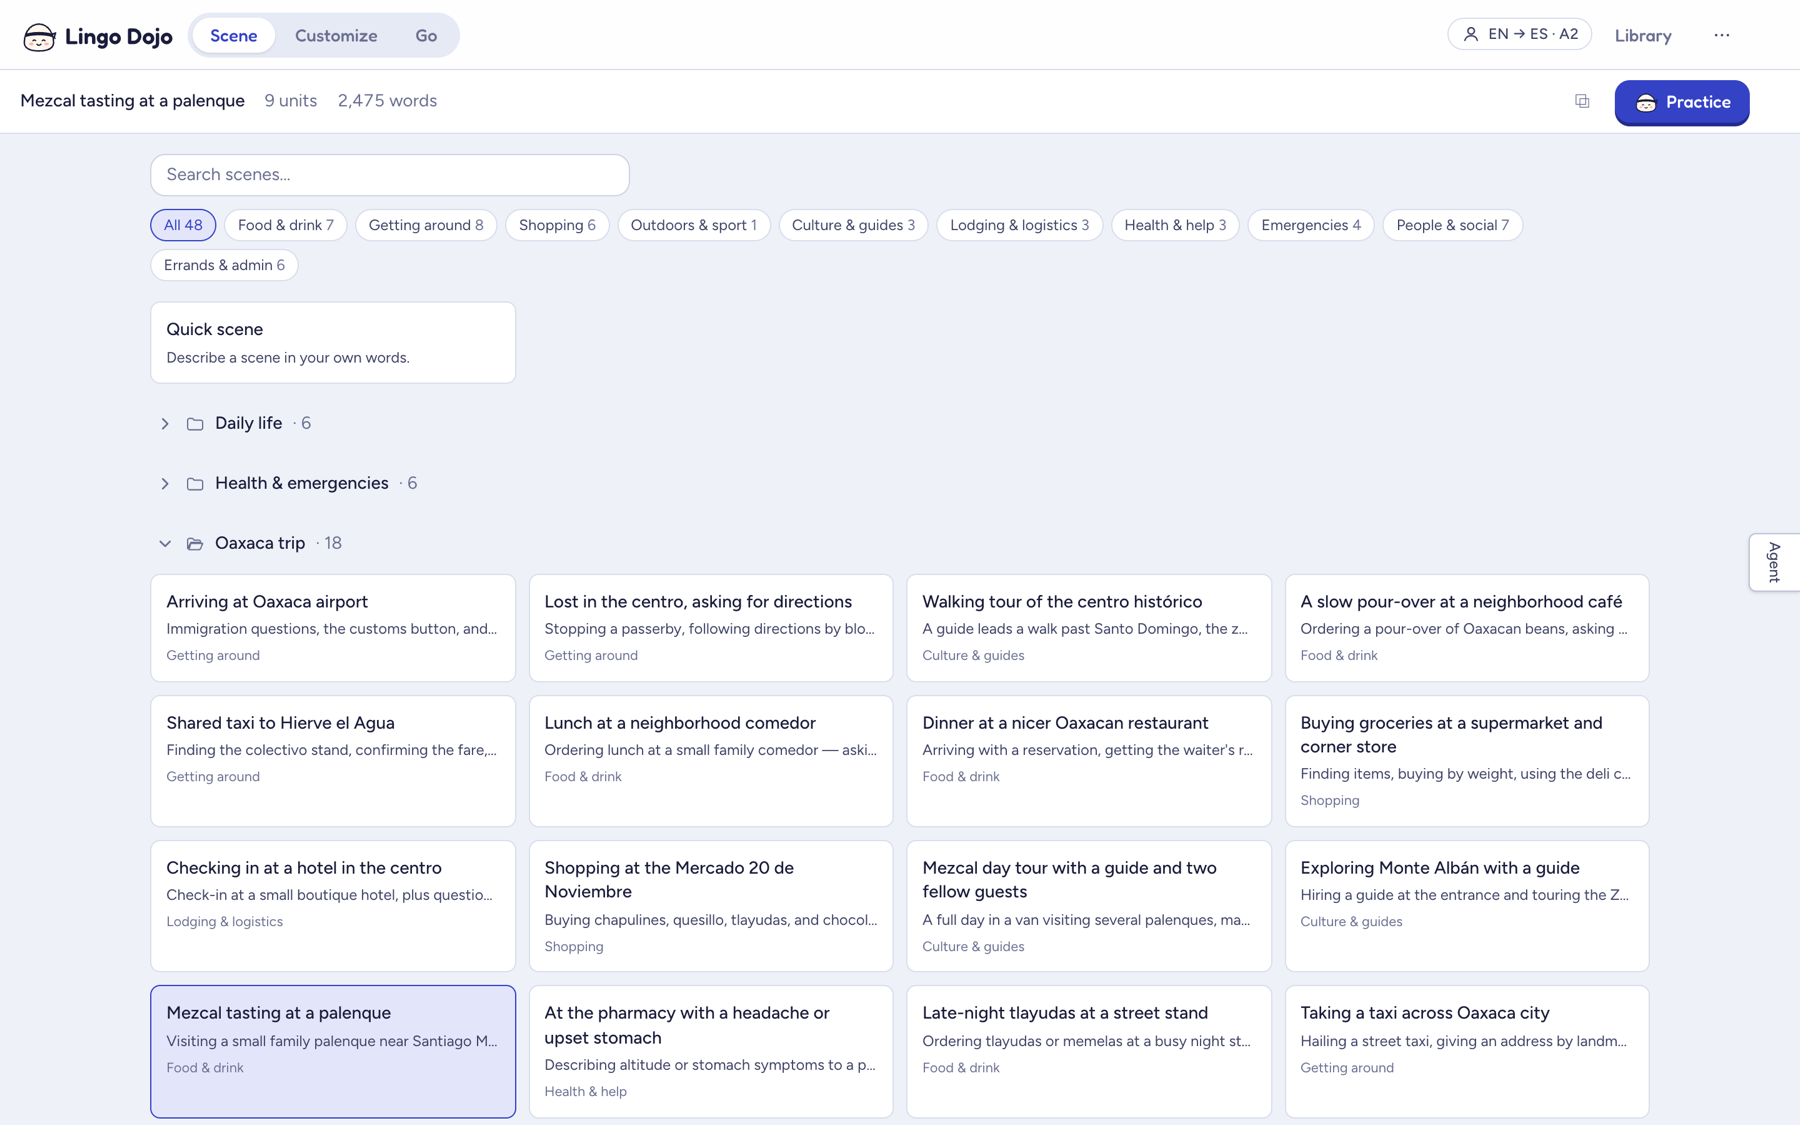 Lingo Dojo
Scene
Customize
Go
EN → ES · A2
Library
...
Mezcal tasting at a palenque
9 units
2,475 words
Practice
Search scenes...
All 48
Food & drink 7
Getting around 8
Shopping 6
Outdoors & sport 1
Culture & guides 3
Lodging & logistics 3
Health & help 3
Emergencies 4
People & social 7
Errands & admin 6
Quick scene
Describe a scene in your own words.
Daily life · 6
Health & emergencies · 6
Oaxaca trip · 18
Agent
Arriving at Oaxaca airport
Immigration questions, the customs button, and...
Getting around
Lost in the centro, asking for directions
Stopping a passerby, following directions by blo...
Getting around
Walking tour of the centro histórico
A guide leads a walk past Santo Domingo, the z...
Culture & guides
A slow pour-over at a neighborhood café
Ordering a pour-over of Oaxacan beans, asking ...
Food & drink
Shared taxi to Hierve el Agua
Finding the colectivo stand, confirming the fare,...
Getting around
Lunch at a neighborhood comedor
Ordering lunch at a small family comedor — aski...
Food & drink
Dinner at a nicer Oaxacan restaurant
Arriving with a reservation, getting the waiter's r...
Food & drink
Buying groceries at a supermarket and
corner store
Finding items, buying by weight, using the deli c...
Shopping
Checking in at a hotel in the centro
Check-in at a small boutique hotel, plus questio...
Lodging & logistics
Shopping at the Mercado 20 de
Noviembre
Buying chapulines, quesillo, tlayudas, and chocol...
Shopping
Mezcal day tour with a guide and two
fellow guests
A full day in a van visiting several palenques, ma...
Culture & guides
Exploring Monte Albán with a guide
Hiring a guide at the entrance and touring the Z...
Culture & guides
Mezcal tasting at a palenque
Visiting a small family palenque near Santiago M...
Food & drink
At the pharmacy with a headache or
upset stomach
Describing altitude or stomach symptoms to a p...
Health & help
Late-night tlayudas at a street stand
Ordering tlayudas or memelas at a busy night st...
Food & drink
Taking a taxi across Oaxaca city
Hailing a street taxi, giving an address by landm...
Getting around